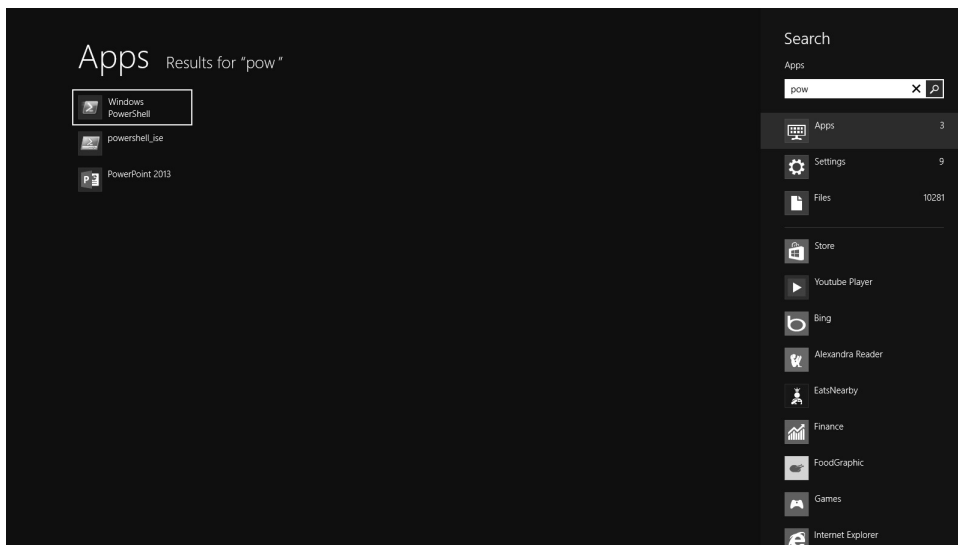 Apps Results for "pow"
Windows
PowerShell
powershell_ise
PowerPoint 2013
Search
Apps
pow
Apps 3
Settings 9
Files 10281
Store
Youtube Player
Bing
Alexandra Reader
EatsNearby
Finance
FoodGraphic
Games
Internet Explorer